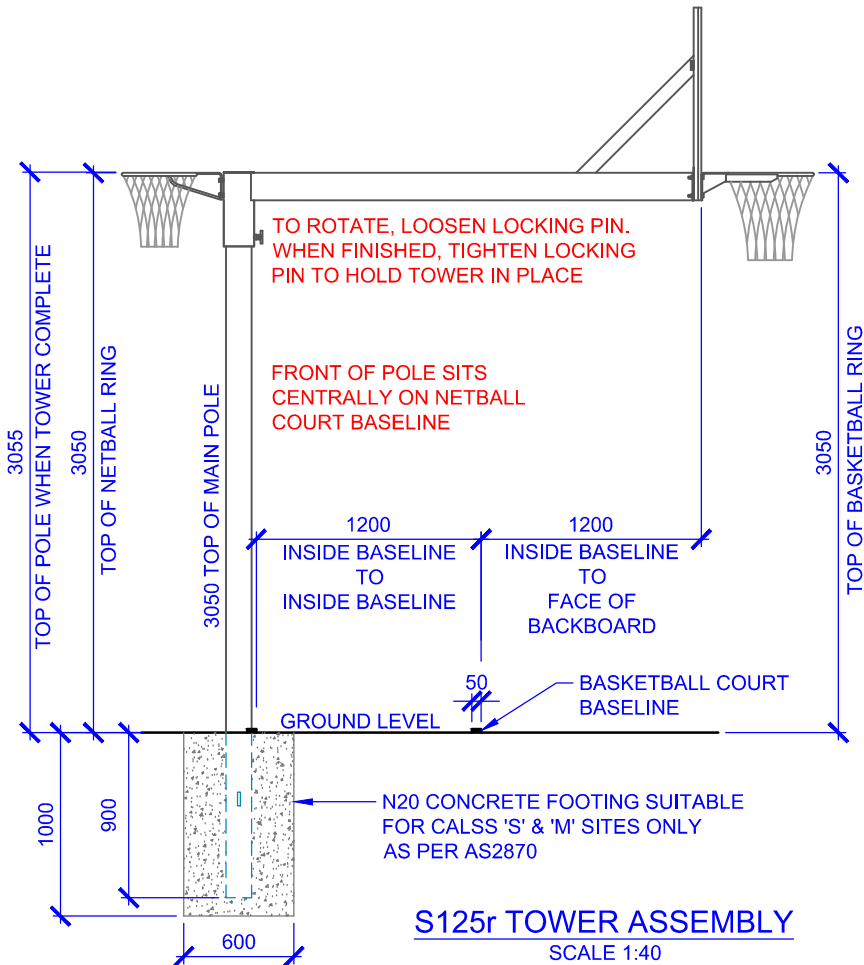 TO ROTATE, LOOSEN LOCKING PIN.
WHEN FINISHED, TIGHTEN LOCKING
PIN TO HOLD TOWER IN PLACE
FRONT OF POLE SITS
CENTRALLY ON NETBALL
COURT BASELINE
3055
TOP OF POLE WHEN TOWER COMPLETE
3050
TOP OF NETBALL RING
3050 TOP OF MAIN POLE
1200
INSIDE BASELINE
TO
INSIDE BASELINE
1200
INSIDE BASELINE
TO
FACE OF
BACKBOARD
3050
TOP OF BASKETBALL RING
50
BASKETBALL COURT
BASELINE
GROUND LEVEL
1000
900
N20 CONCRETE FOOTING SUITABLE
FOR CALSS 'S' & 'M' SITES ONLY
AS PER AS2870
600
S125r TOWER ASSEMBLY
SCALE 1:40